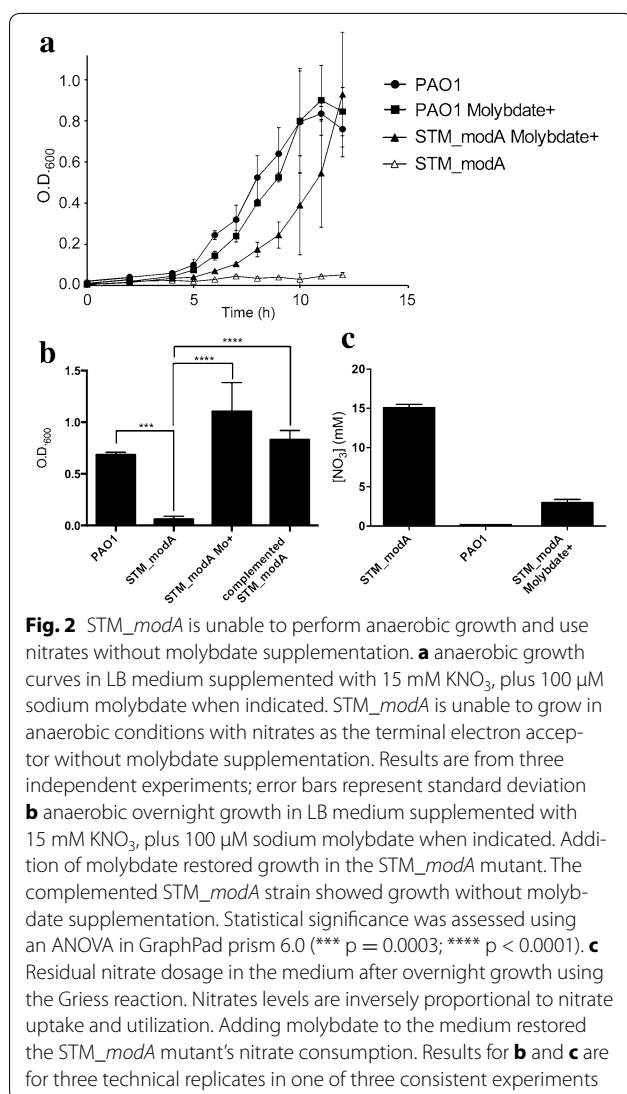 a
1.0
0.8
0.6
0.4
0.2
0.0
O.D.600
0 5 10 15
Time (h)
PAO1
PAO1 Molybdate+
STM_modA Molybdate+
STM_modA
b
1.5
1.0
0.5
0.0
O.D.600
****
****
***
PAO1
STM_modA
STM_modA Mo+
complemented
STM_modA
c
20
15
10
5
0
[NO3] (mM)
STM_modA
PAO1
STM_modA
Molybdate+
Fig. 2 STM_modA is unable to perform anaerobic growth and use
nitrates without molybdate supplementation. a anaerobic growth
curves in LB medium supplemented with 15 mM KNO3, plus 100 µM
sodium molybdate when indicated. STM_modA is unable to grow in
anaerobic conditions with nitrates as the terminal electron accep-
tor without molybdate supplementation. Results are from three
independent experiments; error bars represent standard deviation
b anaerobic overnight growth in LB medium supplemented with
15 mM KNO3, plus 100 µM sodium molybdate when indicated. Addi-
tion of molybdate restored growth in the STM_modA mutant. The
complemented STM_modA strain showed growth without molyb-
date supplementation. Statistical significance was assessed using
an ANOVA in GraphPad prism 6.0 (*** p = 0.0003; **** p < 0.0001). c
Residual nitrate dosage in the medium after overnight growth using
the Griess reaction. Nitrates levels are inversely proportional to nitrate
uptake and utilization. Adding molybdate to the medium restored
the STM_modA mutant's nitrate consumption. Results for b and c are
for three technical replicates in one of three consistent experiments